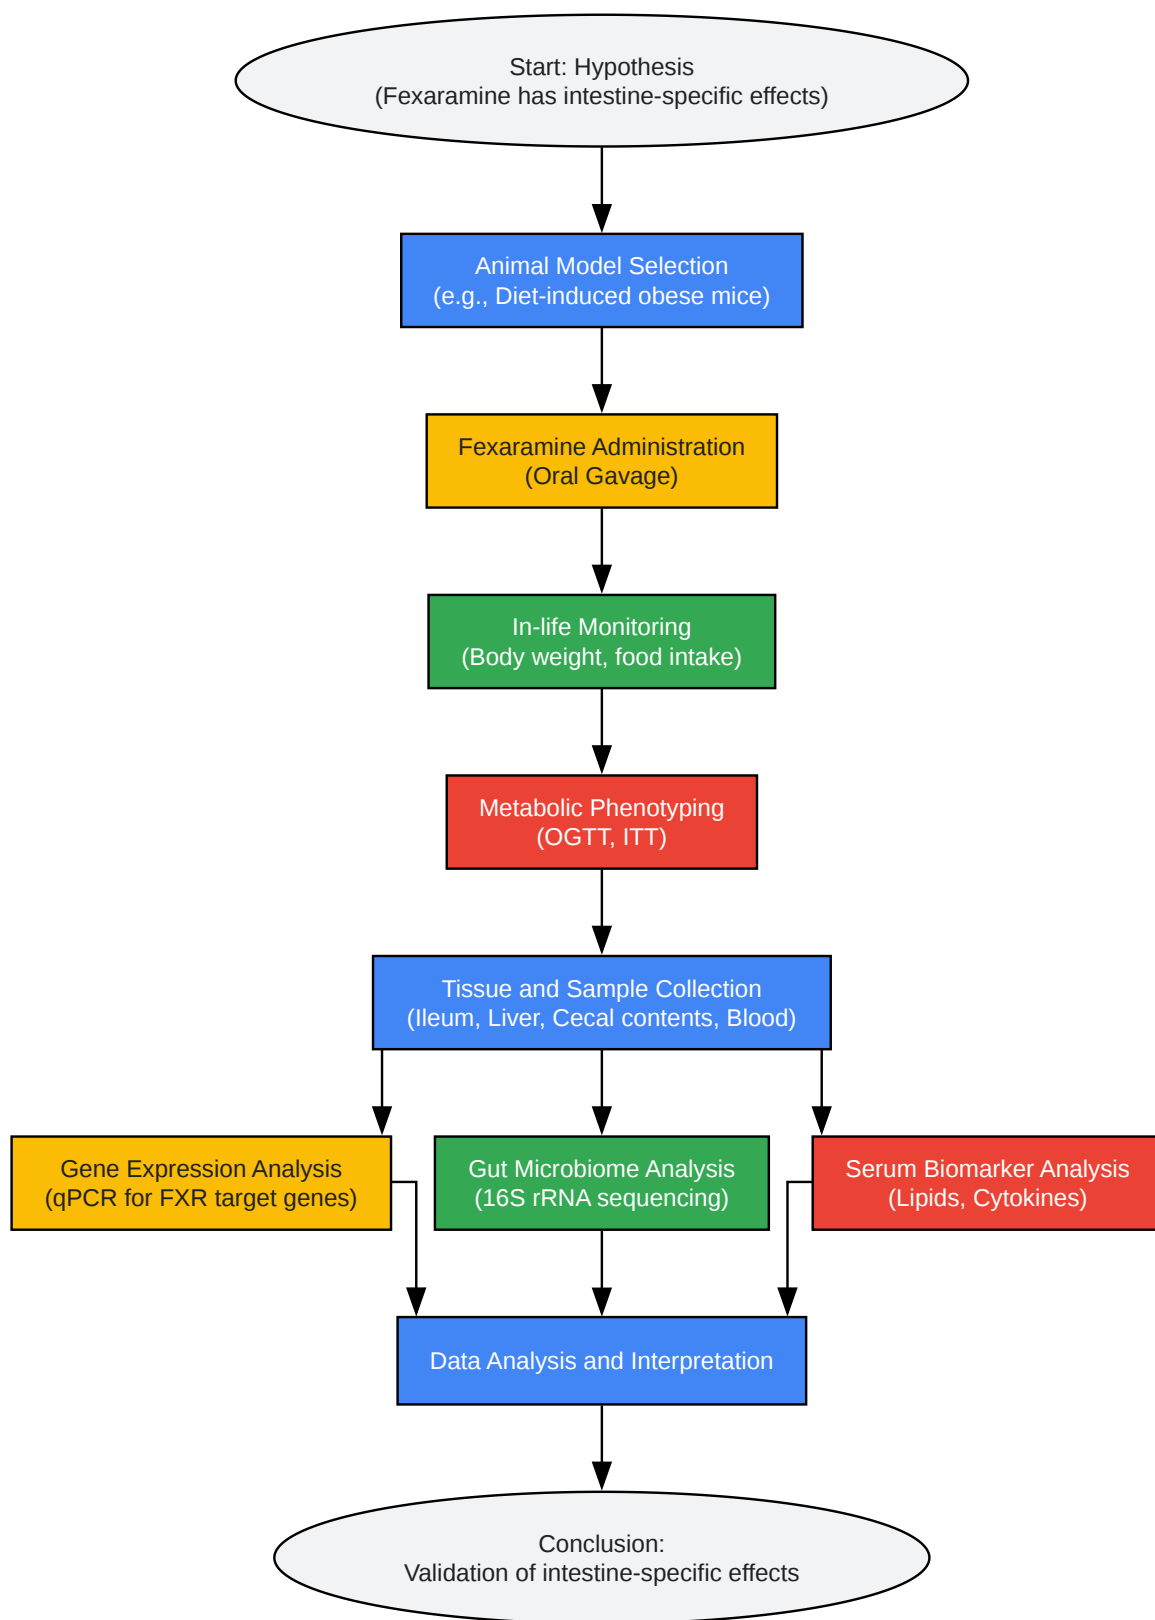 Start: Hypothesis
(Fexaramine has intestine-specific effects)
Animal Model Selection
(e.g., Diet-induced obese mice)
Fexaramine Administration
(Oral Gavage)
In-life Monitoring
(Body weight, food intake)
Metabolic Phenotyping
(OGTT, ITT)
Tissue and Sample Collection
(Ileum, Liver, Cecal contents, Blood)
Gene Expression Analysis
(qPCR for FXR target genes)
Gut Microbiome Analysis
(16S rRNA sequencing)
Serum Biomarker Analysis
(Lipids, Cytokines)
Data Analysis and Interpretation
Conclusion:
Validation of intestine-specific effects